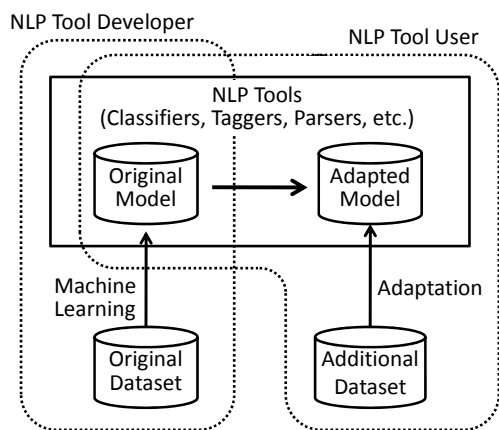 NLP Tool Developer
NLP Tool User
NLP Tools
(Classifiers, Taggers, Parsers, etc.)
Original
Model
Adapted
Model
Machine
Learning
Adaptation
Original
Dataset
Additional
Dataset